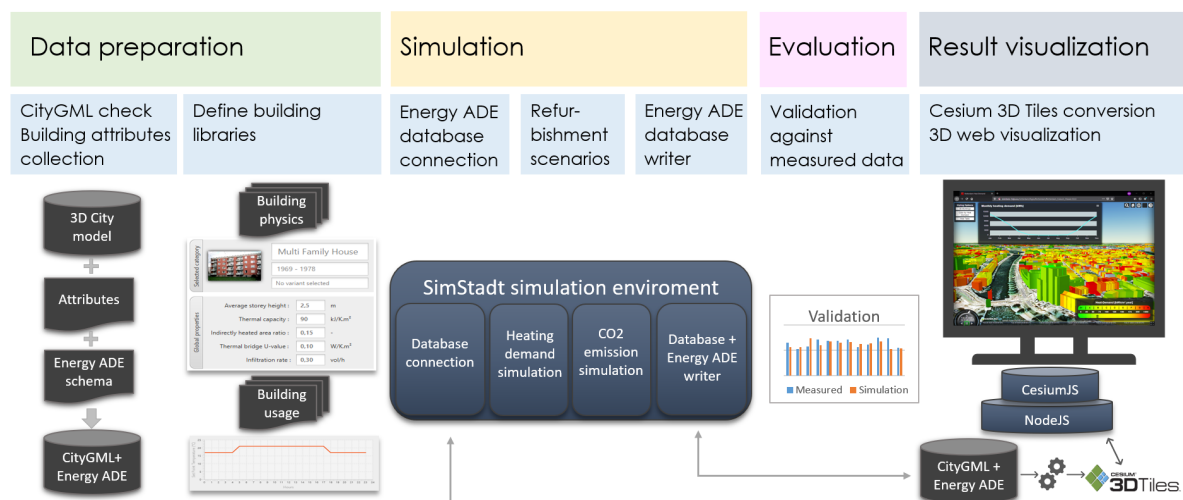 Data preparation
Simulation
Evaluation
Result visualization
CityGML check
Building attributes
collection
Define building
libraries
Energy ADE
database
connection
Refur-
bishment
scenarios
Energy ADE
database
writer
Validation
against
measured data
Cesium 3D Tiles conversion
3D web visualization
3D City
model
Attributes
Energy ADE
schema
CityGML+
Energy ADE
Building
physics
Selected category
Multi Family House
1969 – 1978
No variant selected
Global properties
Average storey height : 2,5 m
Thermal capacity : 90 kJ/K.m²
Indirectly heated area ratio : 0,15 -
Thermal bridge U-value : 0,10 W/K.m²
Infiltration rate : 0,30 vol/h
Building
usage
SimStadt simulation enviroment
Database
connection
Heating
demand
simulation
CO2
emission
simulation
Database +
Energy ADE
writer
Validation
Measured Simulation
CesiumJS
NodeJS
CityGML +
Energy ADE
CESIUM
3DTILES